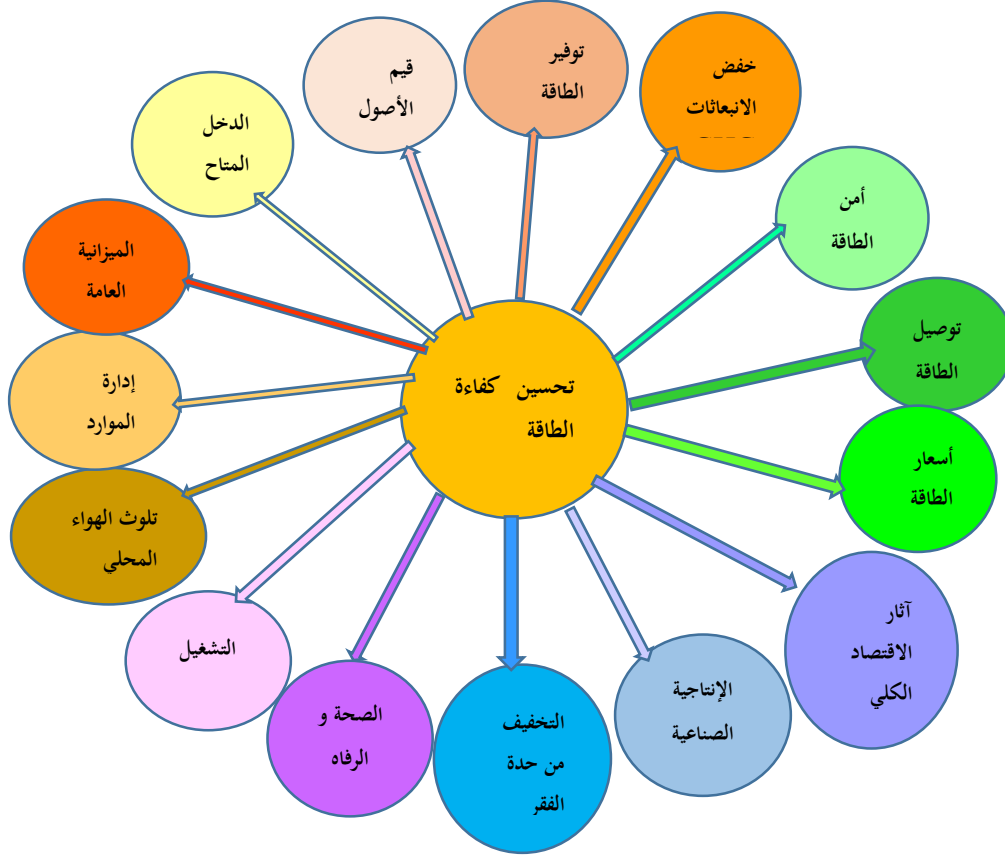 تحسين كفاءة
الطاقة
توفير
الطاقة
خفض
الانبعاثات
أمن
الطاقة
توصيل
الطاقة
أسعار
الطاقة
آثار
الاقتصاد
الكلي
الإنتاجية
الصناعية
التخفيف
من حدة
الفقر
الصحة و
الرفاه
التشغيل
تلوث الهواء
المحلي
إدارة
الموارد
الميزانية
العامة
الدخل
المتاح
قيم
الأصول